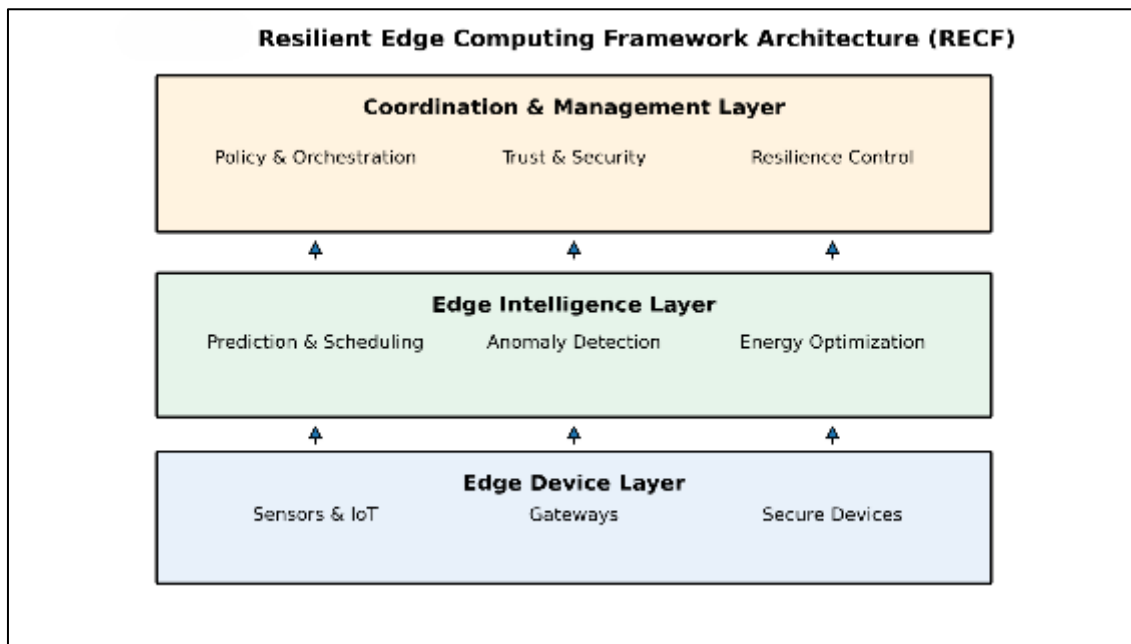 Resilient Edge Computing Framework Architecture (RECF)
Coordination & Management Layer
Policy & Orchestration Trust & Security Resilience Control
Edge Intelligence Layer
Prediction & Scheduling Anomaly Detection Energy Optimization
Edge Device Layer
Sensors & IoT Gateways Secure Devices